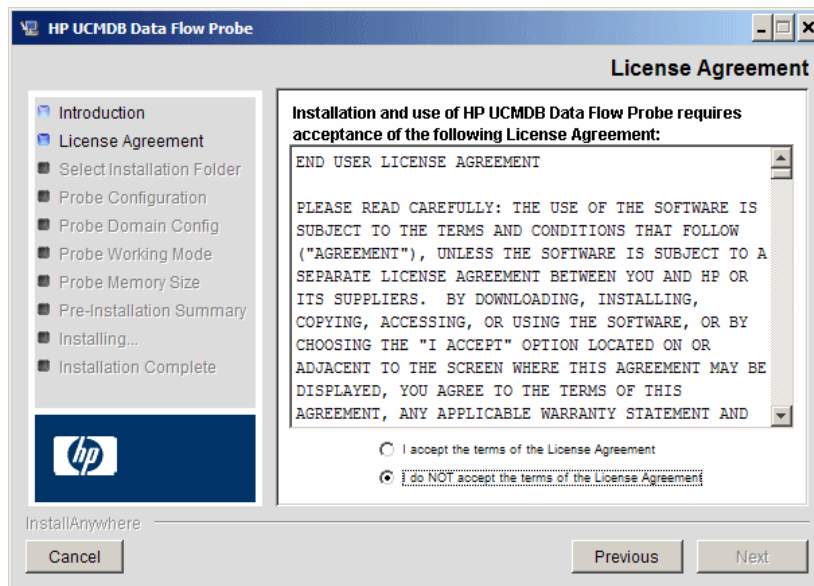 HP UCMDB Data Flow Probe
License Agreement
Introduction
License Agreement
Select Installation Folder
Probe Configuration
Probe Domain Config
Probe Working Mode
Probe Memory Size
Pre-Installation Summary
Installing...
Installation Complete
hp
Installation and use of HP UCMDB Data Flow Probe requires
acceptance of the following License Agreement:
END USER LICENSE AGREEMENT
PLEASE READ CAREFULLY: THE USE OF THE SOFTWARE IS
SUBJECT TO THE TERMS AND CONDITIONS THAT FOLLOW
("AGREEMENT"), UNLESS THE SOFTWARE IS SUBJECT TO A
SEPARATE LICENSE AGREEMENT BETWEEN YOU AND HP OR
ITS SUPPLIERS.  BY DOWNLOADING, INSTALLING,
COPYING, ACCESSING, OR USING THE SOFTWARE, OR BY
CHOOSING THE "I ACCEPT" OPTION LOCATED ON OR
ADJACENT TO THE SCREEN WHERE THIS AGREEMENT MAY BE
DISPLAYED, YOU AGREE TO THE TERMS OF THIS
AGREEMENT, ANY APPLICABLE WARRANTY STATEMENT AND
I accept the terms of the License Agreement
I do NOT accept the terms of the License Agreement
InstallAnywhere
Cancel
Previous
Next